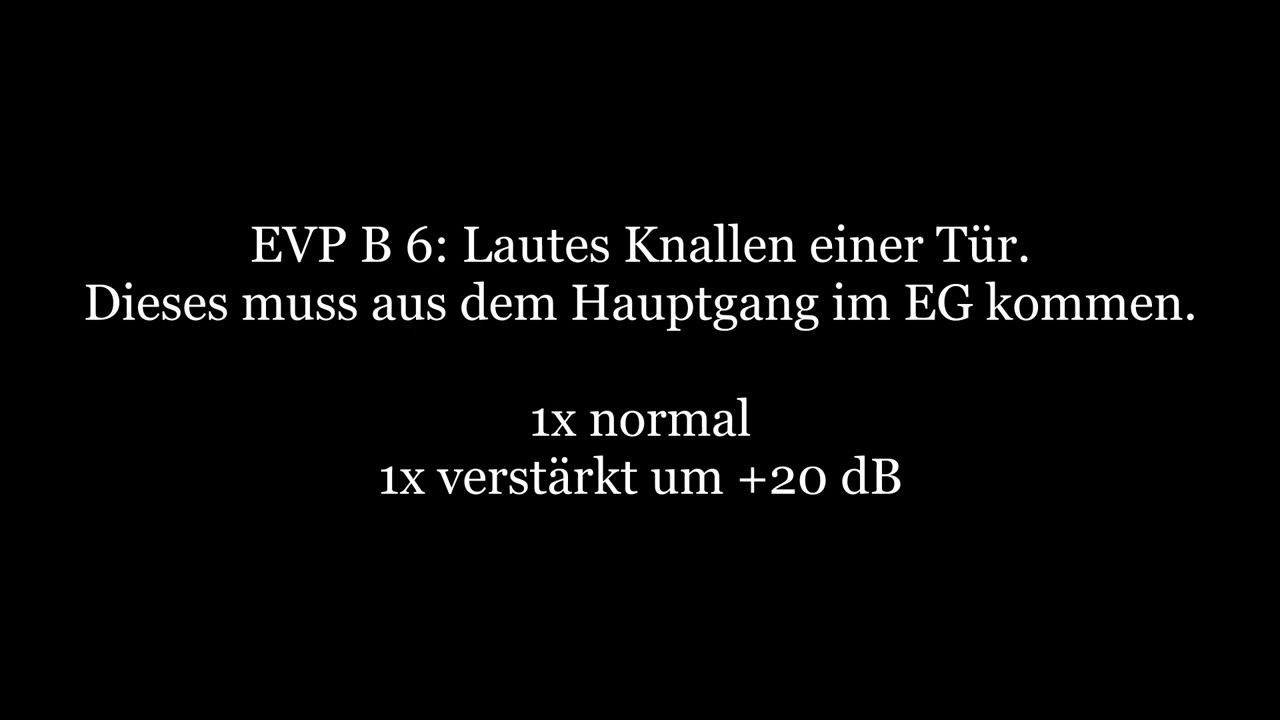 EVP B 6: Lautes Knallen einer Tür.
Dieses muss aus dem Hauptgang im EG kommen.
1x normal
1x verstärkt um +20 dB